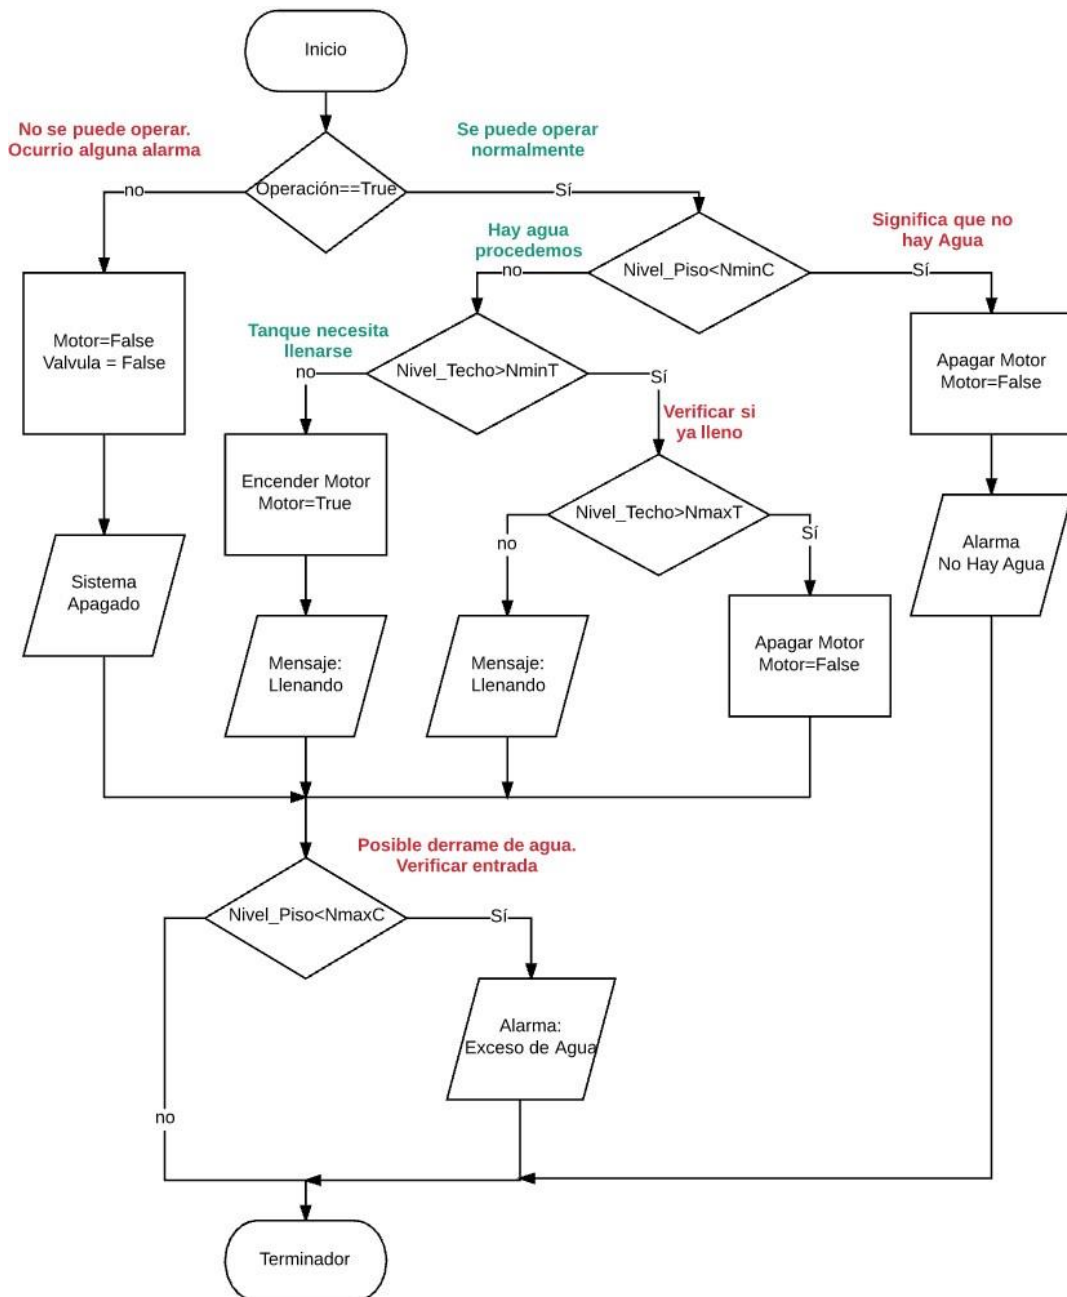 Inicio
No se puede operar.
Ocurrio alguna alarma
Se puede operar
normalmente
no
Operación==True
Sí
Hay agua
procedemos
Significa que no
hay Agua
no
Nivel_Piso<NminC
Sí
Motor=False
Valvula = False
Tanque necesita
llenarse
no
Nivel_Techo>NminT
Sí
Apagar Motor
Motor=False
Verificar si
ya lleno
Encender Motor
Motor=True
Nivel_Techo>NmaxT
no
Sí
Alarma
No Hay Agua
Sistema
Apagado
Mensaje:
Llenando
Mensaje:
Llenando
Apagar Motor
Motor=False
Posible derrame de agua.
Verificar entrada
Nivel_Piso<NmaxC
Sí
Alarma:
Exceso de Agua
no
Terminador